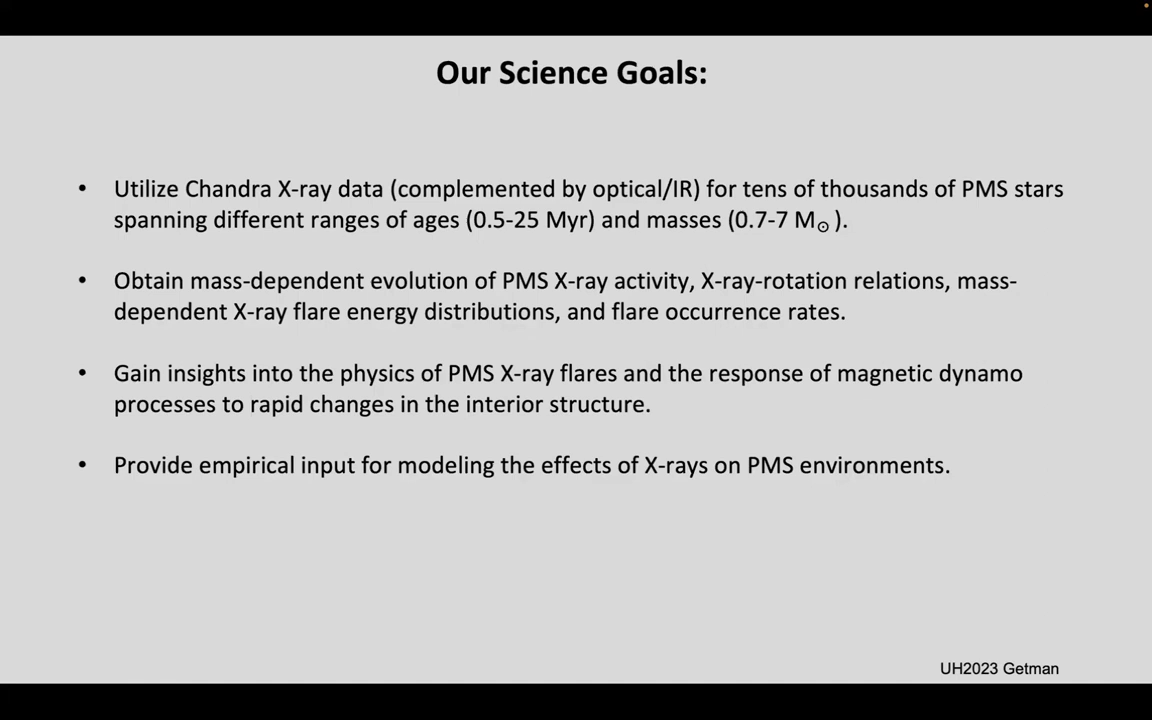 Our Science Goals:
• Utilize Chandra X-ray data (complemented by optical/IR) for tens of thousands of PMS stars
spanning different ranges of ages (0.5-25 Myr) and masses (0.7-7 M☉ ).
• Obtain mass-dependent evolution of PMS X-ray activity, X-ray-rotation relations, mass-
dependent X-ray flare energy distributions, and flare occurrence rates.
• Gain insights into the physics of PMS X-ray flares and the response of magnetic dynamo
processes to rapid changes in the interior structure.
• Provide empirical input for modeling the effects of X-rays on PMS environments.
UH2023 Getman